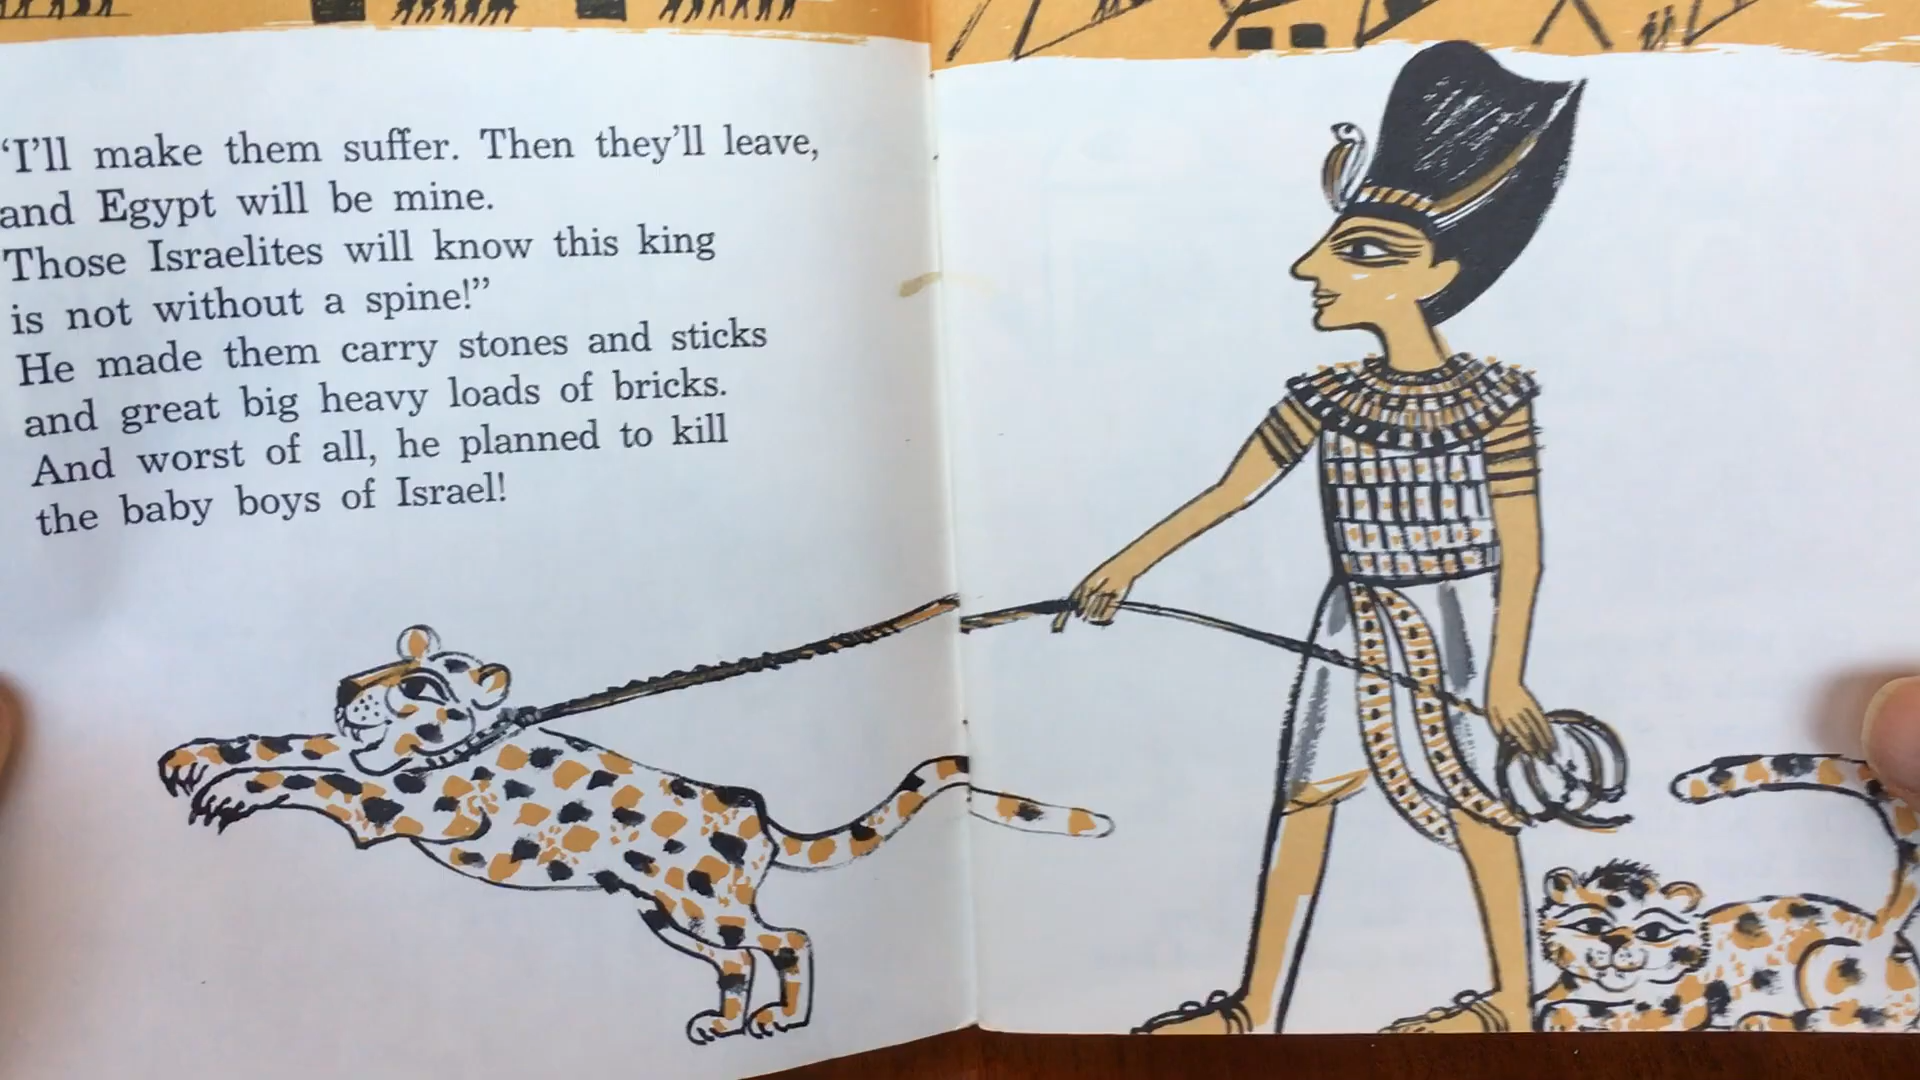 ‘I’ll make them suffer. Then they’ll leave,
and Egypt will be mine.
Those Israelites will know this king
is not without a spine!”
He made them carry stones and sticks
and great big heavy loads of bricks.
And worst of all, he planned to kill
the baby boys of Israel!